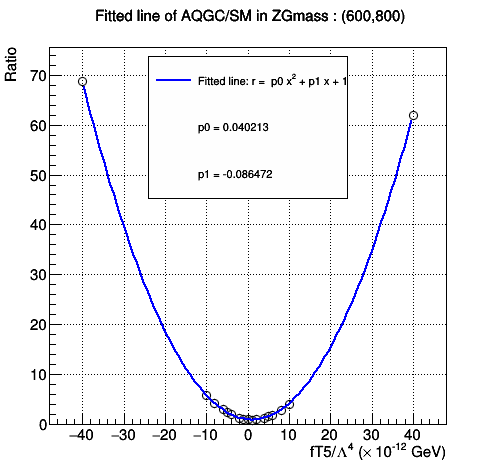 Fitted line of AQGC/SM in ZGmass : (600,800)
Ratio
Fitted line: r = p0 x² + p1 x + 1
p0 = 0.040213
p1 = -0.086472
70
60
50
40
30
20
10
0
−40 −30 −20 −10 0 10 20 30 40
fT5/Λ⁴ (× 10⁻¹² GeV)